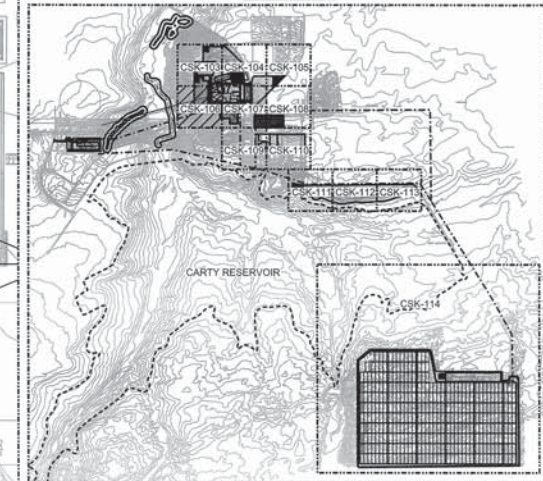 CSK-103 CSK-104 CSK-105
CSK-106 CSK-107 CSK-108
CSK-109 CSK-110
CSK-111 CSK-112 CSK-113
CARTY RESERVOIR
CSK-114